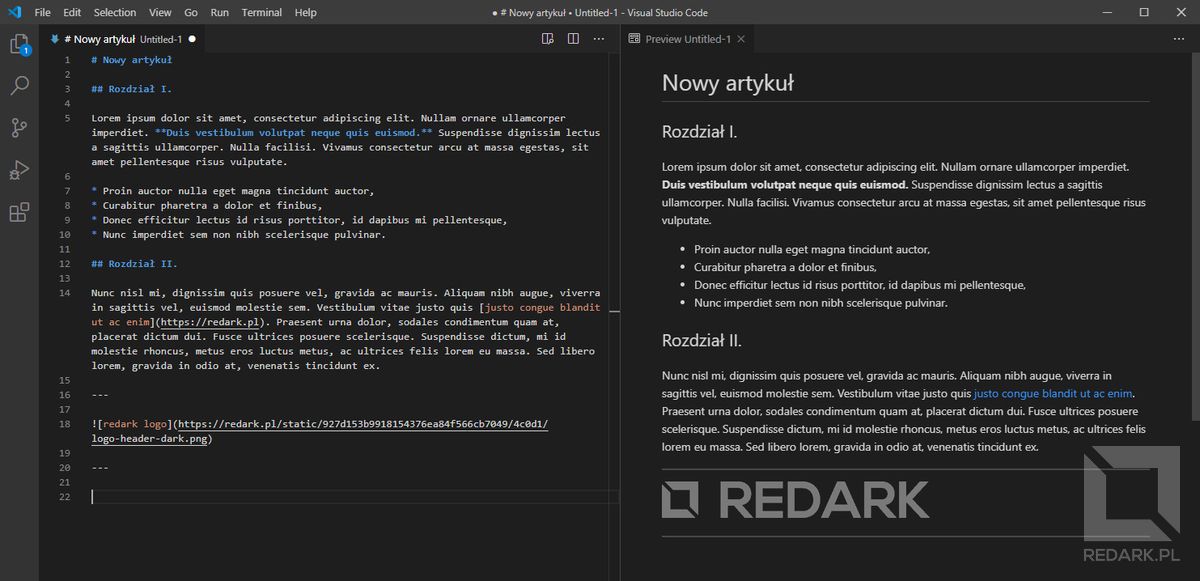 File Edit Selection View Go Run Terminal Help
● # Nowy artykuł • Untitled-1 - Visual Studio Code
1
# Nowy artykuł Untitled-1 ●
1 # Nowy artykuł
2
3 ## Rozdział I.
4
5 Lorem ipsum dolor sit amet, consectetur adipiscing elit. Nullam ornare ullamcorper
imperdiet. **Duis vestibulum volutpat neque quis euismod.** Suspendisse dignissim lectus
a sagittis ullamcorper. Nulla facilisi. Vivamus consectetur arcu at massa egestas, sit
amet pellentesque risus vulputate.
6
7 * Proin auctor nulla eget magna tincidunt auctor,
8 * Curabitur pharetra a dolor et finibus,
9 * Donec efficitur lectus id risus porttitor, id dapibus mi pellentesque,
10 * Nunc imperdiet sem non nibh scelerisque pulvinar.
11
12 ## Rozdział II.
13
14 Nunc nisl mi, dignissim quis posuere vel, gravida ac mauris. Aliquam nibh augue, viverra
in sagittis vel, euismod molestie sem. Vestibulum vitae justo quis [justo congue blandit
ut ac enim](https://redark.pl). Praesent urna dolor, sodales condimentum quam at,
placerat dictum dui. Fusce ultrices posuere scelerisque. Suspendisse dictum, mi id
molestie rhoncus, metus eros luctus metus, ac ultrices felis lorem eu massa. Sed libero
lorem, gravida in odio at, venenatis tincidunt ex.
15
16 ---
17
18 ![redark logo](https://redark.pl/static/927d153b9918154376ea84f566cb7049/4c0d1/
logo-header-dark.png)
19
20 ---
21
22
Preview Untitled-1
Nowy artykuł
Rozdział I.
Lorem ipsum dolor sit amet, consectetur adipiscing elit. Nullam ornare ullamcorper imperdiet.
Duis vestibulum volutpat neque quis euismod. Suspendisse dignissim lectus a sagittis
ullamcorper. Nulla facilisi. Vivamus consectetur arcu at massa egestas, sit amet pellentesque risus
vulputate.
• Proin auctor nulla eget magna tincidunt auctor,
• Curabitur pharetra a dolor et finibus,
• Donec efficitur lectus id risus porttitor, id dapibus mi pellentesque,
• Nunc imperdiet sem non nibh scelerisque pulvinar.
Rozdział II.
Nunc nisl mi, dignissim quis posuere vel, gravida ac mauris. Aliquam nibh augue, viverra in
sagittis vel, euismod molestie sem. Vestibulum vitae justo quis justo congue blandit ut ac enim.
Praesent urna dolor, sodales condimentum quam at, placerat dictum dui. Fusce ultrices posuere
scelerisque. Suspendisse dictum, mi id molestie rhoncus, metus eros luctus metus, ac ultrices felis
lorem eu massa. Sed libero lorem, gravida in odio at, venenatis tincidunt ex.
REDARK
REDARK.PL